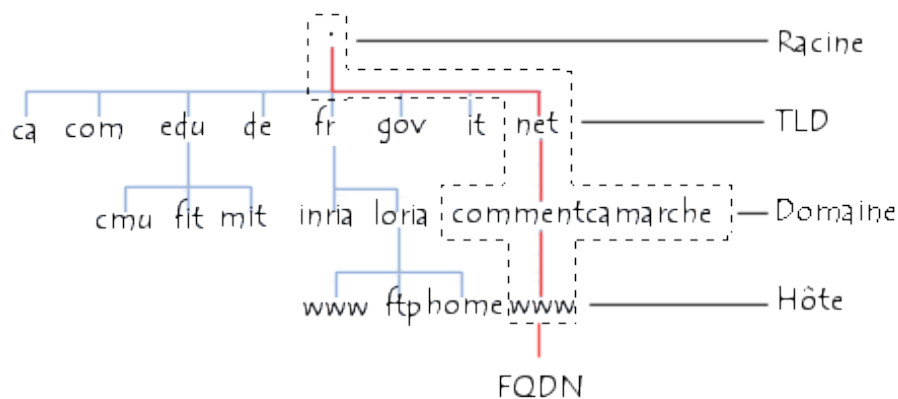 . Racine
ca com edu de fr gov it net TLD
cmu fit mit inria loria commentcamarche Domaine
www ftp home www Hôte
FQDN